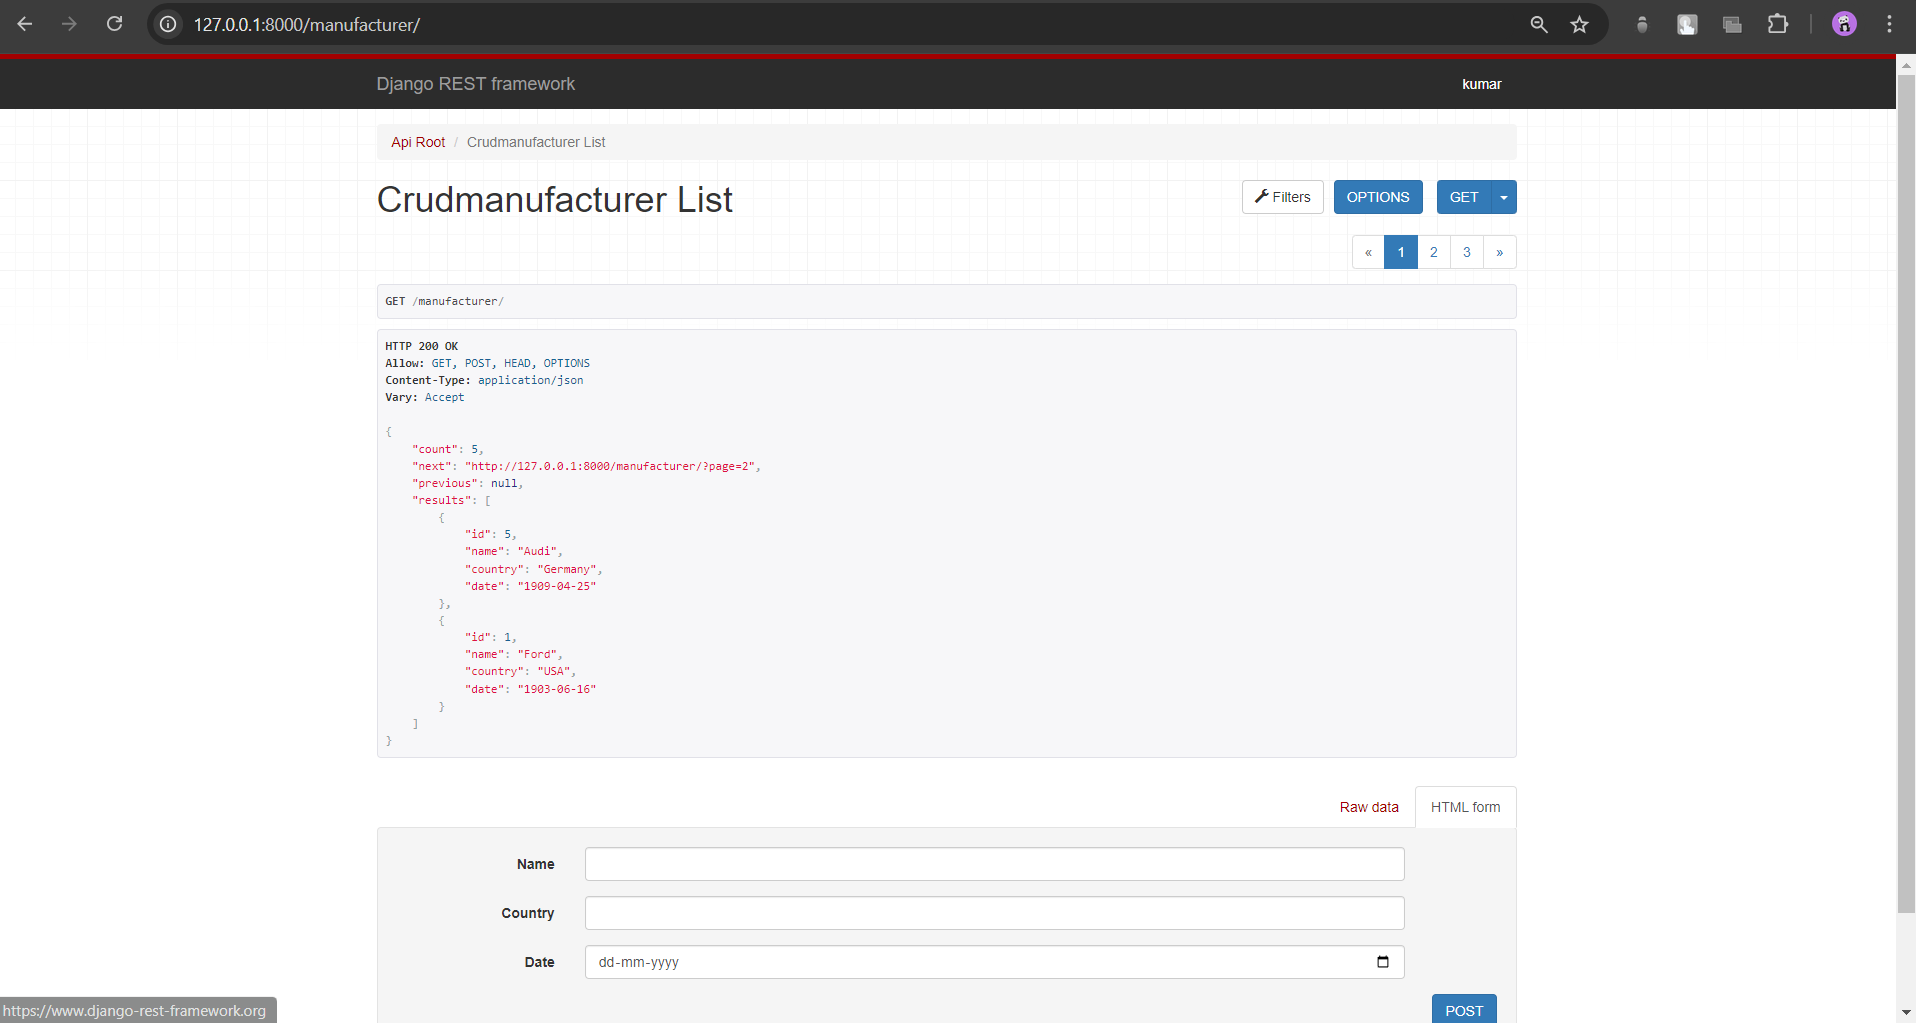 127.0.0.1:8000/manufacturer/
Django REST framework
kumar
Api Root / Crudmanufacturer List
Crudmanufacturer List
Filters
OPTIONS
GET
« 1 2 3 »
GET /manufacturer/
HTTP 200 OK
Allow: GET, POST, HEAD, OPTIONS
Content-Type: application/json
Vary: Accept
{
    "count": 5,
    "next": "http://127.0.0.1:8000/manufacturer/?page=2",
    "previous": null,
    "results": [
        {
            "id": 5,
            "name": "Audi",
            "country": "Germany",
            "date": "1909-04-25"
        },
        {
            "id": 1,
            "name": "Ford",
            "country": "USA",
            "date": "1903-06-16"
        }
    ]
}
Raw data
HTML form
Name
Country
Date
dd-mm-yyyy
POST
https://www.django-rest-framework.org